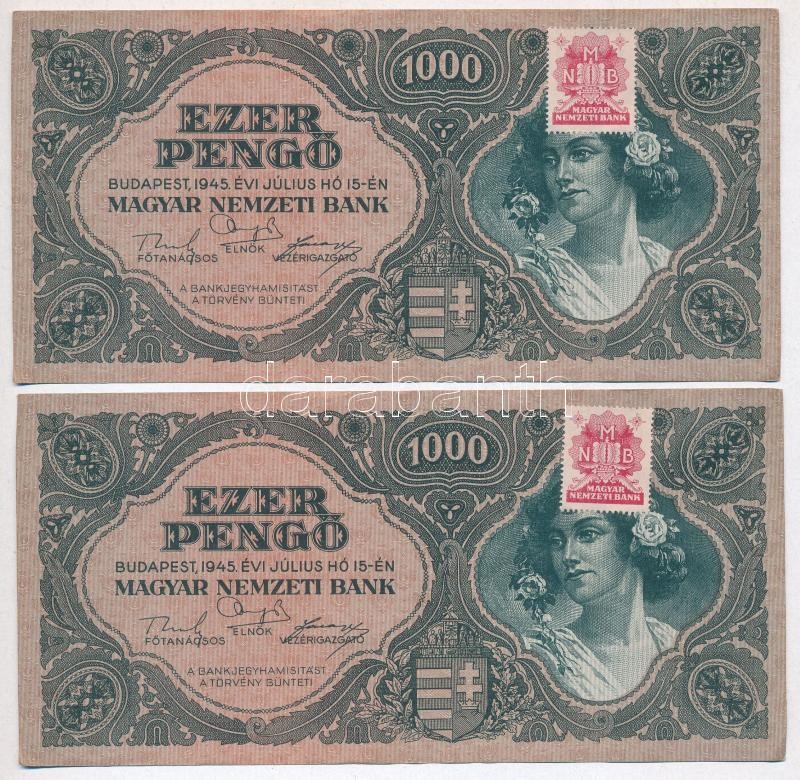 1000
M
N B
MAGYAR
NEMZETI BANK
EZER
PENGŐ
BUDAPEST, 1945. ÉVI JÚLIUS HÓ 15-ÉN
MAGYAR NEMZETI BANK
ELNÖK
FŐTANÁCSOS VEZÉRIGAZGATÓ
A BANKJEGYHAMISITÁST
A TÖRVÉNY BÜNTETI
darabanth
1000
M
N B
MAGYAR
NEMZETI BANK
EZER
PENGŐ
BUDAPEST, 1945. ÉVI JÚLIUS HÓ 15-ÉN
MAGYAR NEMZETI BANK
ELNÖK
FŐTANÁCSOS VEZÉRIGAZGATÓ
A BANKJEGYHAMISITÁST
A TÖRVÉNY BÜNTETI